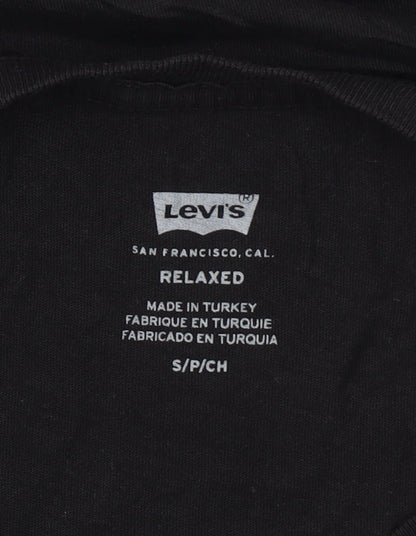 Levi's ®
SAN FRANCISCO, CAL.
RELAXED
MADE IN TURKEY
FABRIQUE EN TURQUIE
FABRICADO EN TURQUIA
S/P/CH